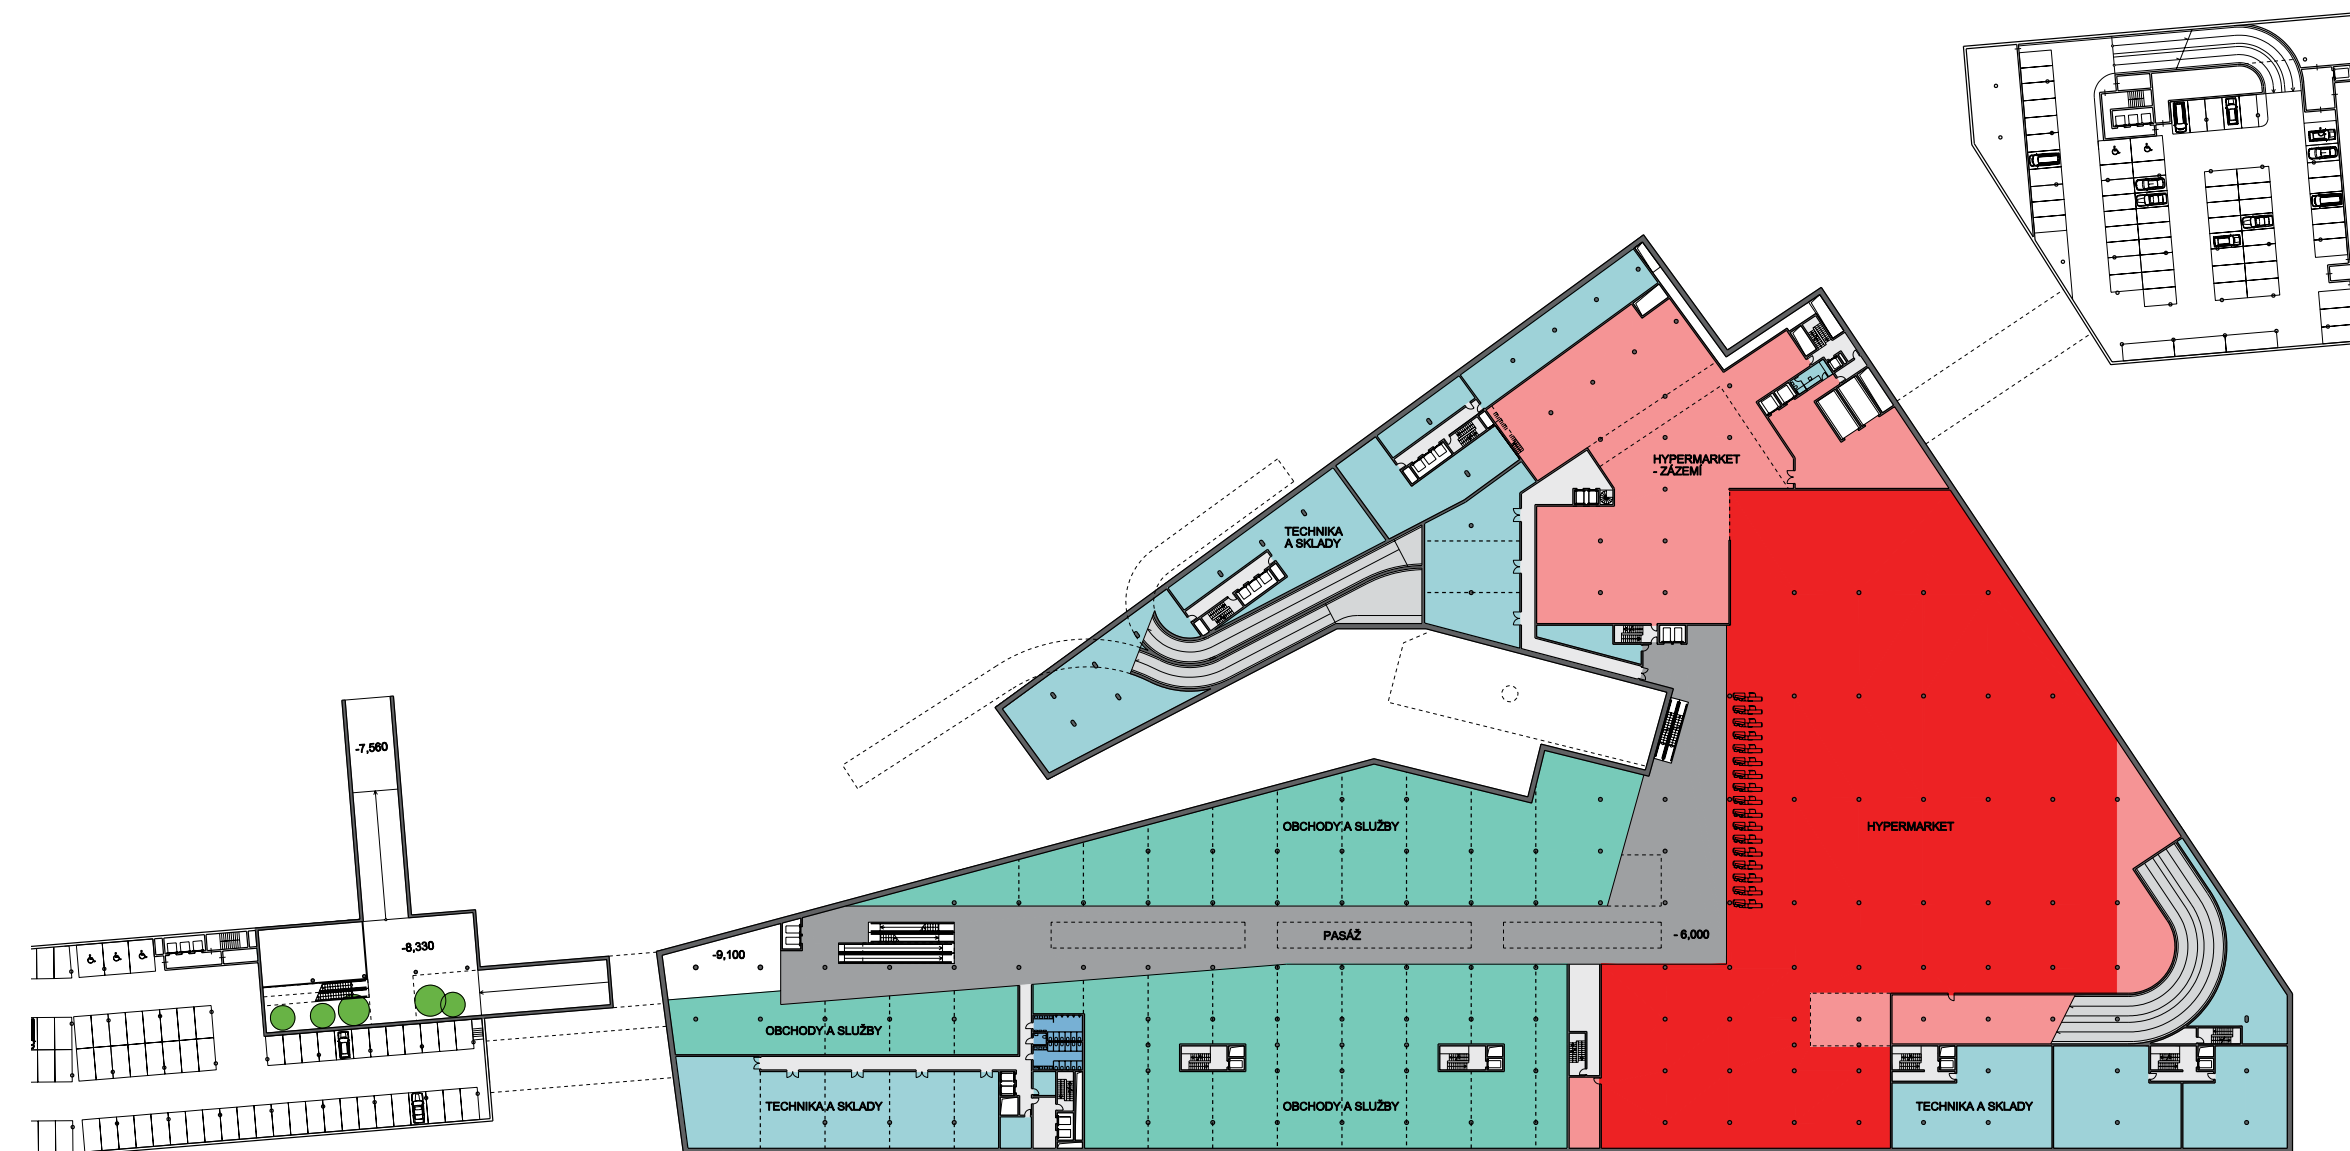 HYPERMARKET
- ZÁZEMÍ
TECHNIKA
A SKLADY
-7,560
OBCHODY A SLUŽBY
HYPERMARKET
PASÁŽ
- 6,000
-8,330
-9,100
OBCHODY A SLUŽBY
TECHNIKA A SKLADY
OBCHODY A SLUŽBY
TECHNIKA A SKLADY